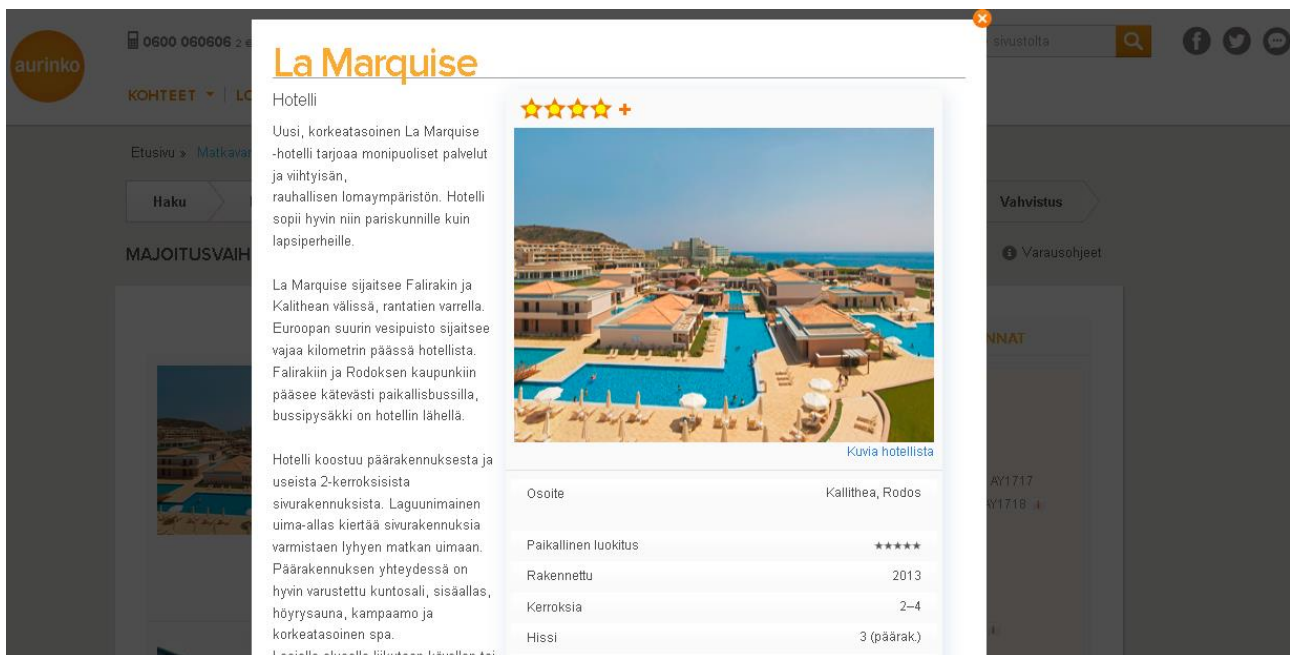 aurinko
0600 060606 2 e
sivustolta
KOHTEET
LO
Etusivu » Matkavar
Haku
Vahvistus
MAJOITUSVAIH
Varausohjeet
NNAT
AY1717
AY1718
La Marquise
Hotelli
Uusi, korkeatasoinen La Marquise
-hotelli tarjoaa monipuoliset palvelut
ja viihtyisän,
rauhallisen lomaympäristön. Hotelli
sopii hyvin niin pariskunnille kuin
lapsiperheille.
La Marquise sijaitsee Falirakin ja
Kalithean välissä, rantatien varrella.
Euroopan suurin vesipuisto sijaitsee
vajaa kilometrin päässä hotellista.
Falirakiin ja Rodoksen kaupunkiin
pääsee kätevästi paikallisbussilla,
bussipysäkki on hotellin lähellä.
Hotelli koostuu päärakennuksesta ja
useista 2-kerroksisista
sivurakennuksista. Laguunimainen
uima-allas kiertää sivurakennuksia
varmistaen lyhyen matkan uimaan.
Päärakennuksen yhteydessä on
hyvin varustettu kuntosali, sisäallas,
höyrysauna, kampaamo ja
korkeatasoinen spa.
Kuvia hotellista
Osoite Kallithea, Rodos
Paikallinen luokitus ★★★★★
Rakennettu 2013
Kerroksia 2–4
Hissi 3 (päärak.)